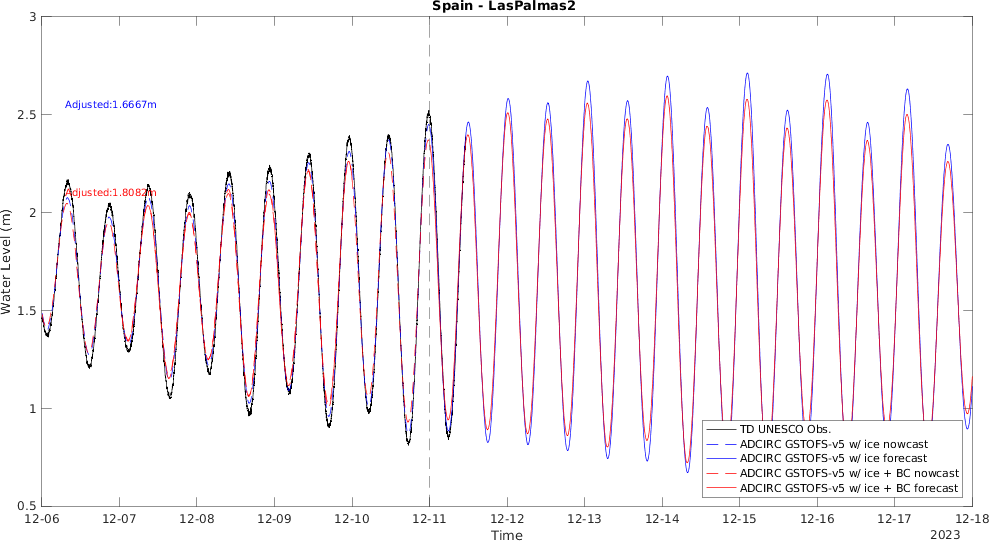 Spain - LasPalmas2
Water Level (m)
3
2.5
2
1.5
1
0.5
Adjusted:1.6667m
Adjusted:1.8082m
TD UNESCO Obs.
ADCIRC GSTOFS-v5 w/ ice nowcast
ADCIRC GSTOFS-v5 w/ ice forecast
ADCIRC GSTOFS-v5 w/ ice + BC nowcast
ADCIRC GSTOFS-v5 w/ ice + BC forecast
12-06 12-07 12-08 12-09 12-10 12-11 12-12 12-13 12-14 12-15 12-16 12-17 12-18
Time
2023